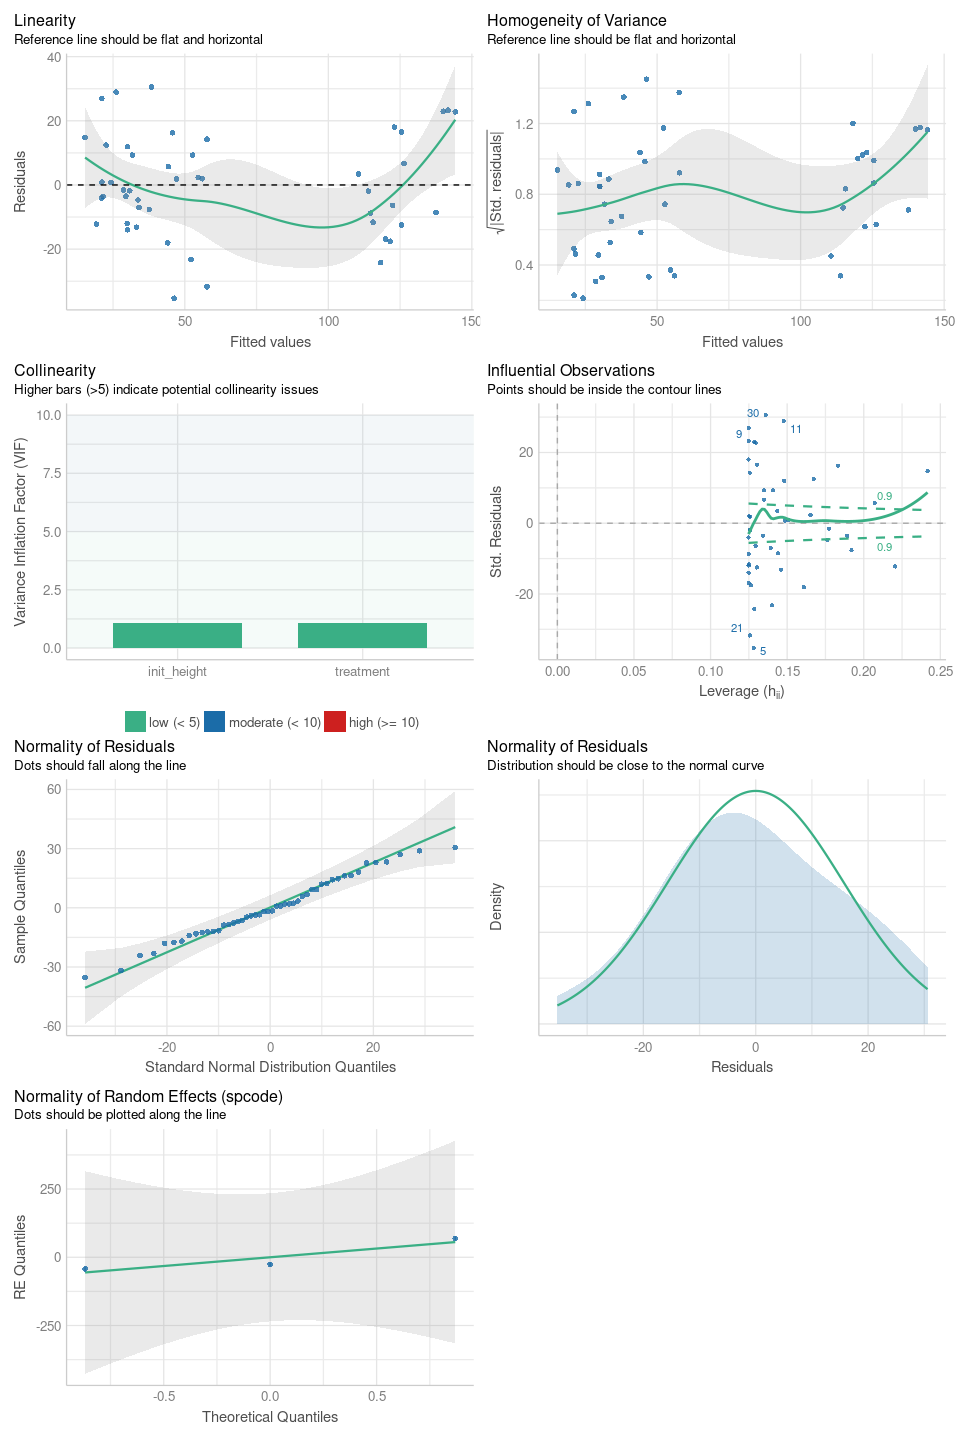 Linearity
Reference line should be flat and horizontal
40
20
0
-20
Residuals
50
100
150
Fitted values
Homogeneity of Variance
Reference line should be flat and horizontal
1.2
0.8
0.4
√|Std. residuals|
50
100
150
Fitted values
Collinearity
Higher bars (>5) indicate potential collinearity issues
10.0
7.5
5.0
2.5
0.0
Variance Inflation Factor (VIF)
init_height
treatment
low (< 5)
moderate (< 10)
high (>= 10)
Influential Observations
Points should be inside the contour lines
30
11
9
20
0.9
0
0.9
-20
21
5
Std. Residuals
0.00
0.05
0.10
0.15
0.20
0.25
Leverage (hii)
Normality of Residuals
Dots should fall along the line
60
30
0
-30
-60
Sample Quantiles
-20
0
20
Standard Normal Distribution Quantiles
Normality of Residuals
Distribution should be close to the normal curve
Density
-20
0
20
Residuals
Normality of Random Effects (spcode)
Dots should be plotted along the line
250
0
-250
RE Quantiles
-0.5
0.0
0.5
Theoretical Quantiles